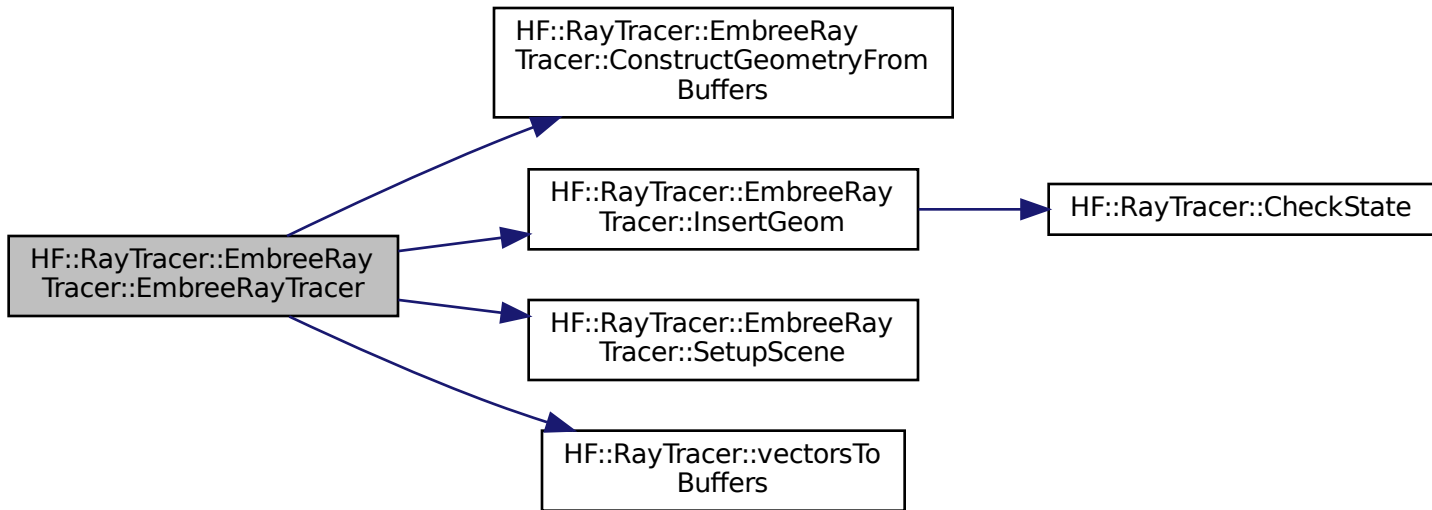 HF::RayTracer::EmbreeRay
Tracer::ConstructGeometryFrom
Buffers
HF::RayTracer::EmbreeRay
Tracer::InsertGeom
HF::RayTracer::CheckState
HF::RayTracer::EmbreeRay
Tracer::EmbreeRayTracer
HF::RayTracer::EmbreeRay
Tracer::SetupScene
HF::RayTracer::vectorsTo
Buffers